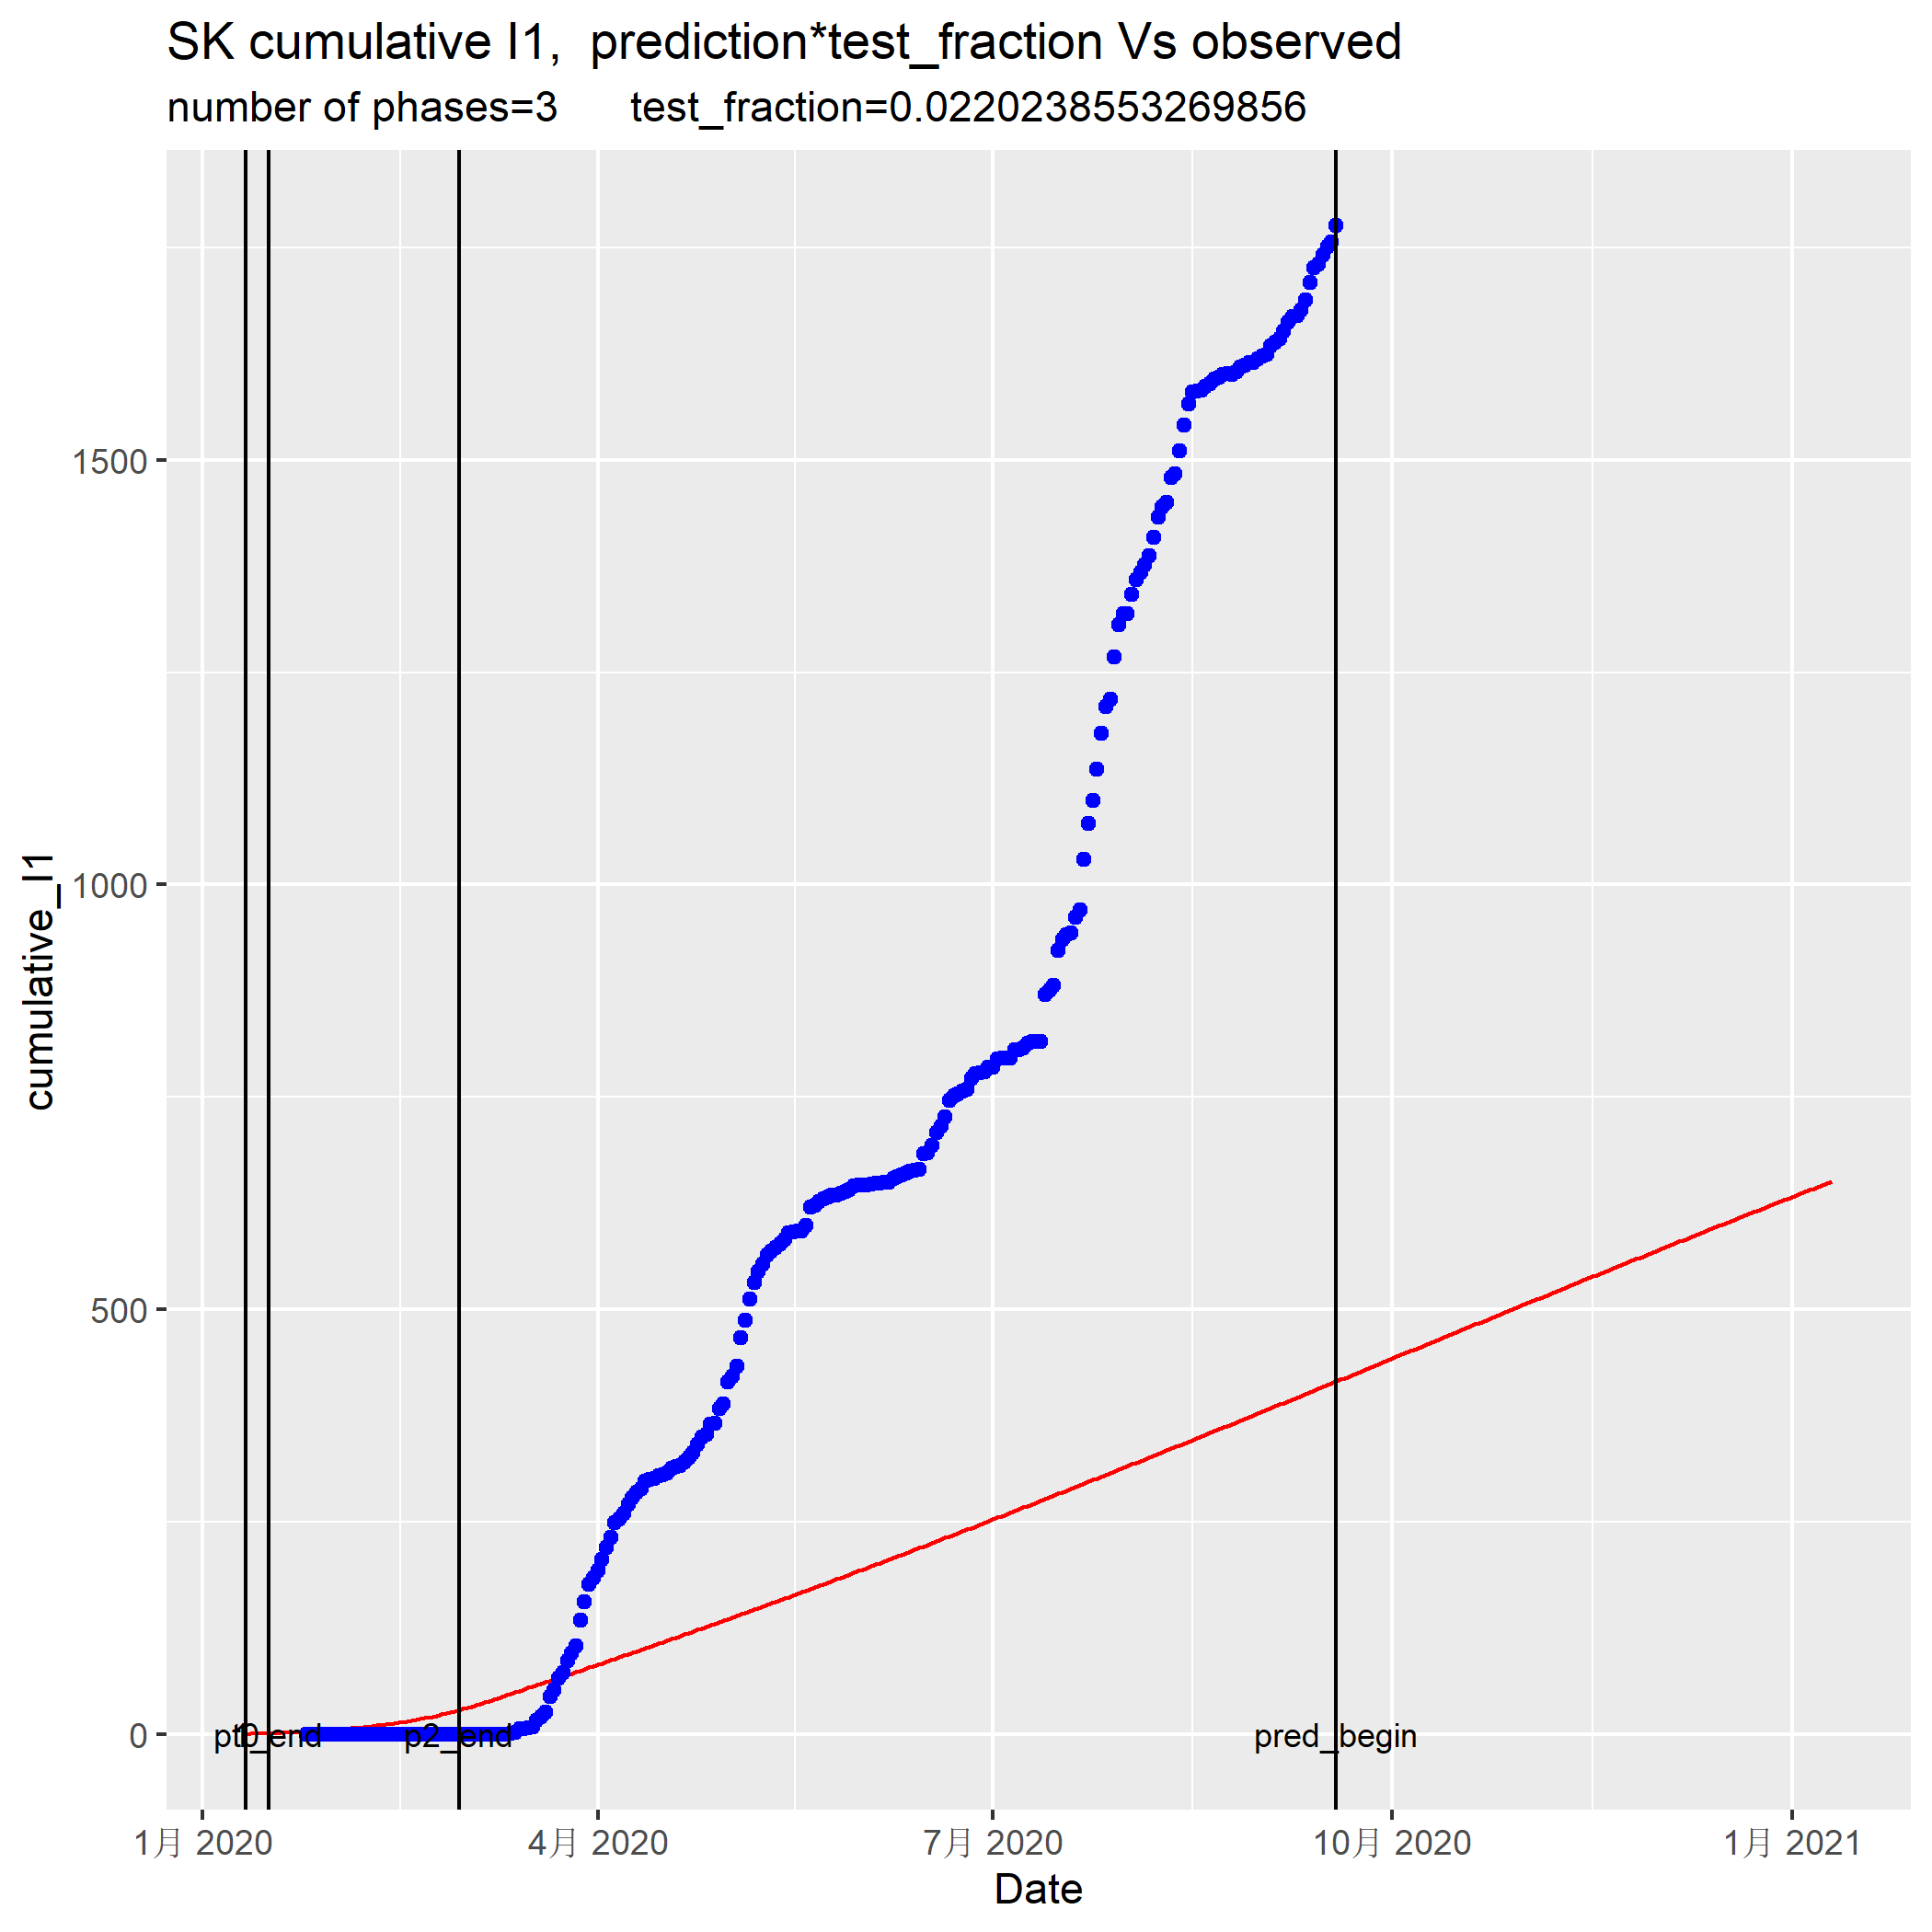 SK cumulative I1,  prediction*test_fraction Vs observed
number of phases=3      test_fraction=0.0220238553269856
cumulative_I1
1500
1000
500
0
p2_end
pred_begin
1月 2020
4月 2020
7月 2020
10月 2020
1月 2021
Date